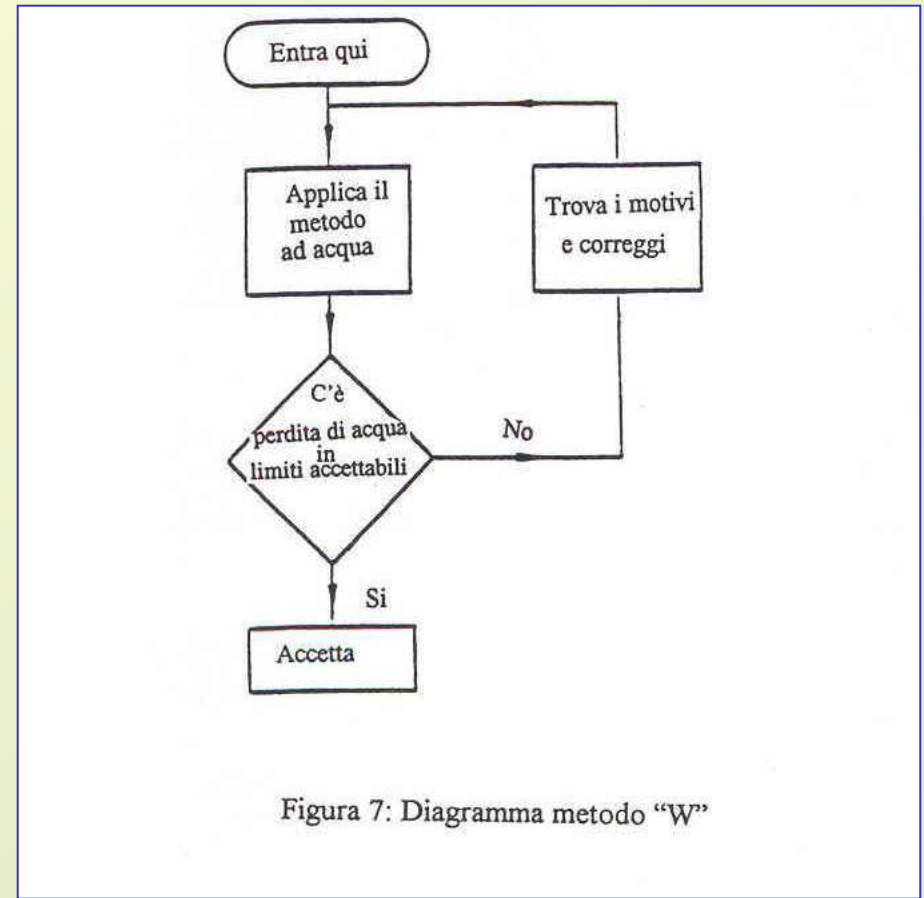 Entra qui
Applica il
metodo
ad acqua
Trova i motivi
e correggi
C'è
perdita di acqua
in
limiti accettabili
No
Si
Accetta
Figura 7: Diagramma metodo “W”